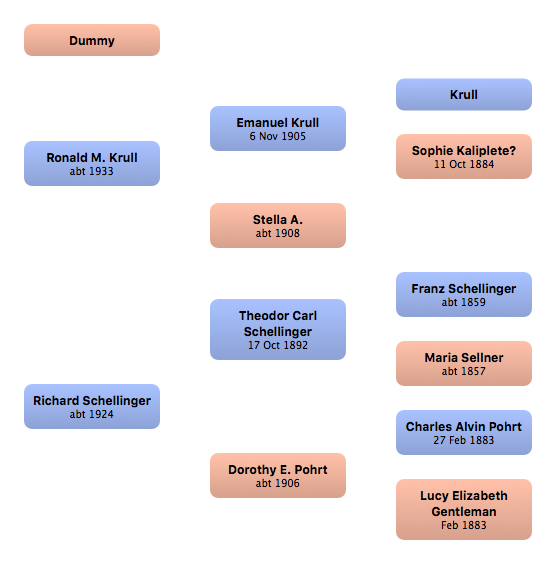 Dummy
Ronald M. Krull
abt 1933
Richard Schellinger
abt 1924
Emanuel Krull
6 Nov 1905
Stella A.
abt 1908
Theodor Carl
Schellinger
17 Oct 1892
Dorothy E. Pohrt
abt 1906
Krull
Sophie Kaliplete?
11 Oct 1884
Franz Schellinger
abt 1859
Maria Sellner
abt 1857
Charles Alvin Pohrt
27 Feb 1883
Lucy Elizabeth
Gentleman
Feb 1883